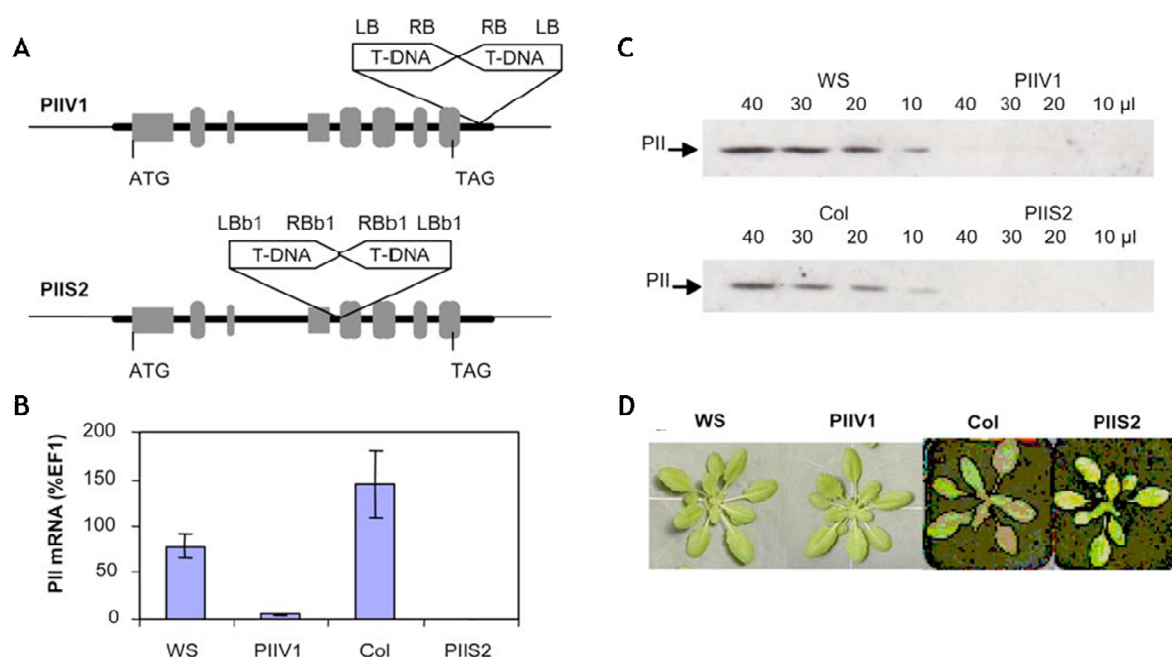 A
LB RB RB LB
T-DNA T-DNA
PIIV1
ATG TAG
LBb1 RBb1 RBb1 LBb1
T-DNA T-DNA
PIIS2
ATG TAG
B
PII mRNA (%EF1)
200
150
100
50
0
WS PIIV1 Col PIIS2
C
WS PIIV1
40 30 20 10 40 30 20 10 µl
PII
Col PIIS2
40 30 20 10 40 30 20 10 µl
PII
D
WS PIIV1 Col PIIS2